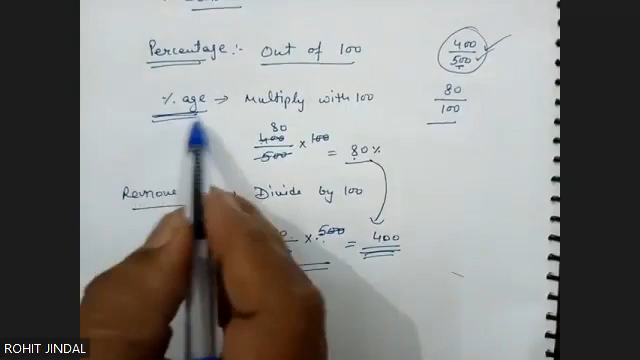 Percentage :- Out of 100
400
500
% age → Multiply with 100
80
100
80
400
500 × 100 = 80%
Remove Divide by 100
× 500 = 400
ROHIT JINDAL